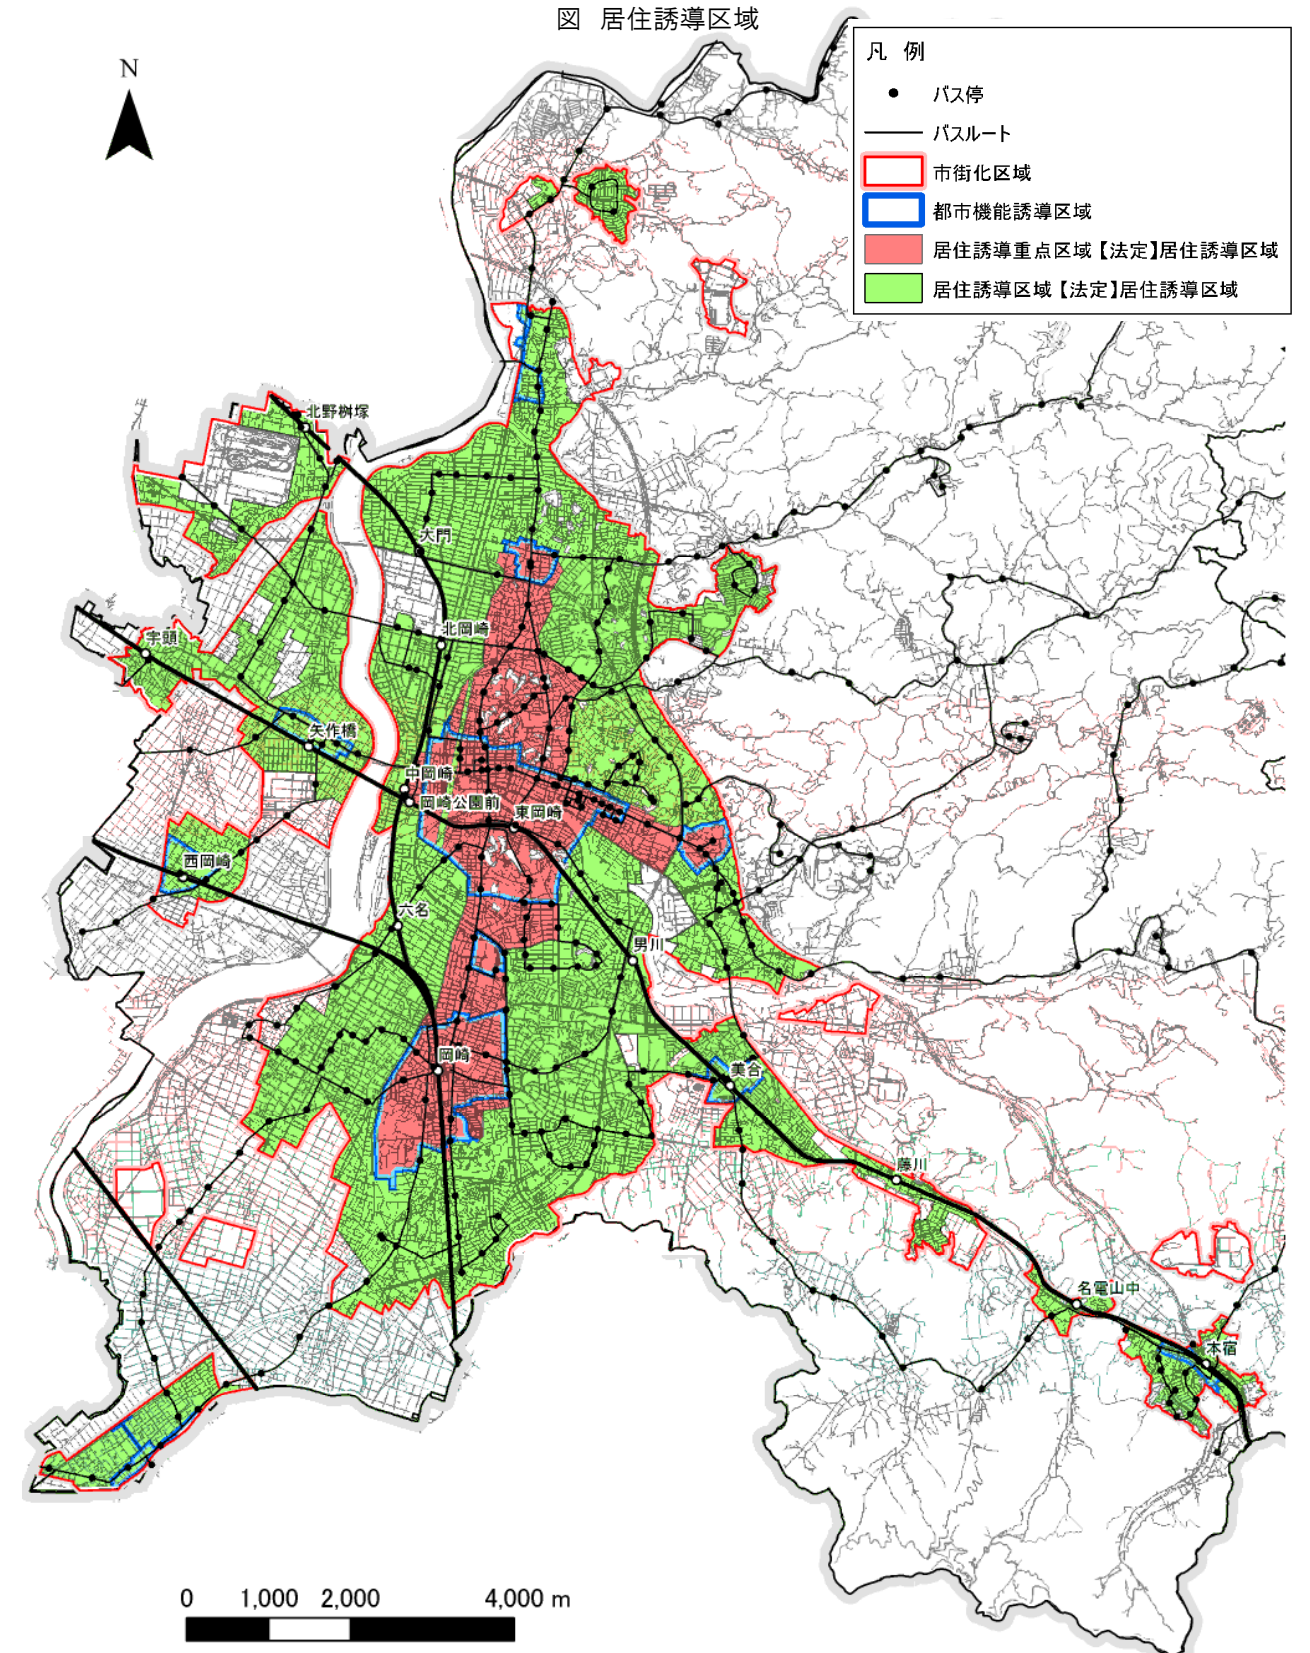 図 居住誘導区域
N
凡 例
バス停
バスルート
市街化区域
都市機能誘導区域
居住誘導重点区域【法定】居住誘導区域
居住誘導区域【法定】居住誘導区域
北野桝塚
大門
北岡崎
宇頭
矢作橋
中岡崎
岡崎公園前
東岡崎
西岡崎
六名
男川
岡崎
美合
藤川
名電山中
本宿
0 1,000 2,000 4,000 m